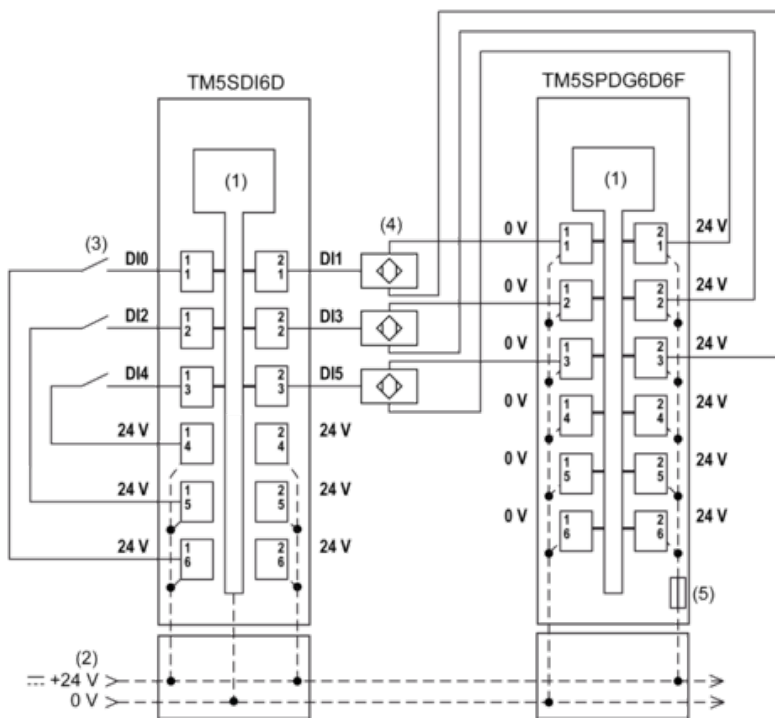 TM5SDI6D
TM5SPDG6D6F
(1)
(1)
(3)
(4)
DI0
1 1
2 1
DI1
0 V
1 1
2 1
24 V
DI2
1 2
2 2
DI3
0 V
1 2
2 2
24 V
DI4
1 3
2 3
DI5
0 V
1 3
2 3
24 V
24 V
1 4
2 4
24 V
0 V
1 4
2 4
24 V
24 V
1 5
2 5
24 V
0 V
1 5
2 5
24 V
24 V
1 6
2 6
24 V
0 V
1 6
2 6
24 V
(5)
(2)
+24 V
0 V